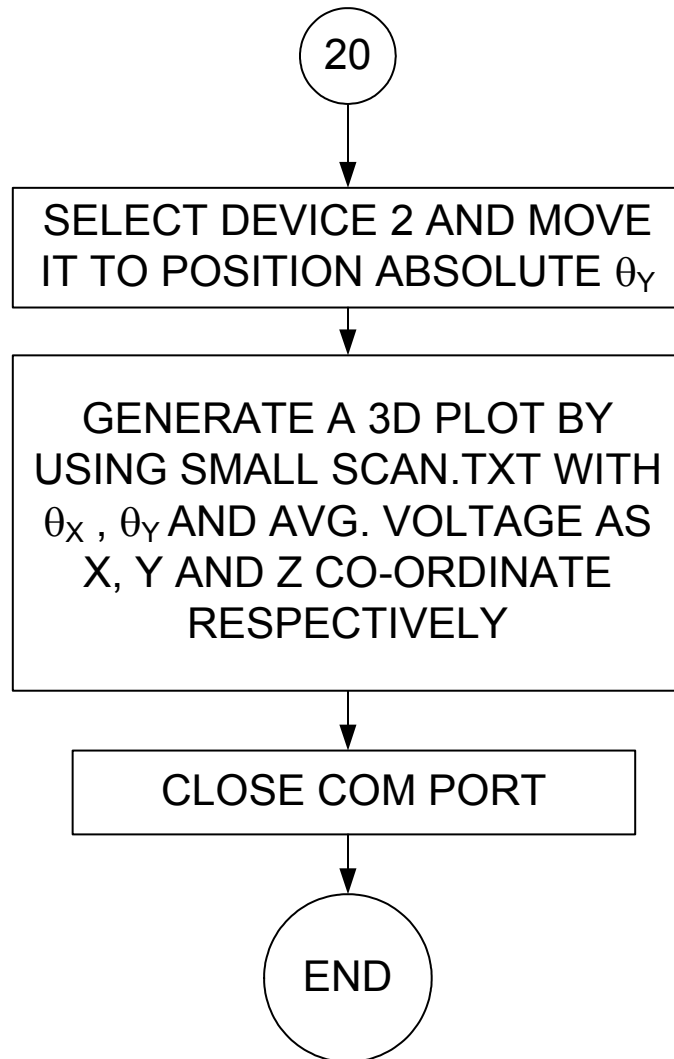 20
SELECT DEVICE 2 AND MOVE
IT TO POSITION ABSOLUTE θY
GENERATE A 3D PLOT BY
USING SMALL SCAN.TXT WITH
θX , θY AND AVG. VOLTAGE AS
X, Y AND Z CO-ORDINATE
RESPECTIVELY
CLOSE COM PORT
END